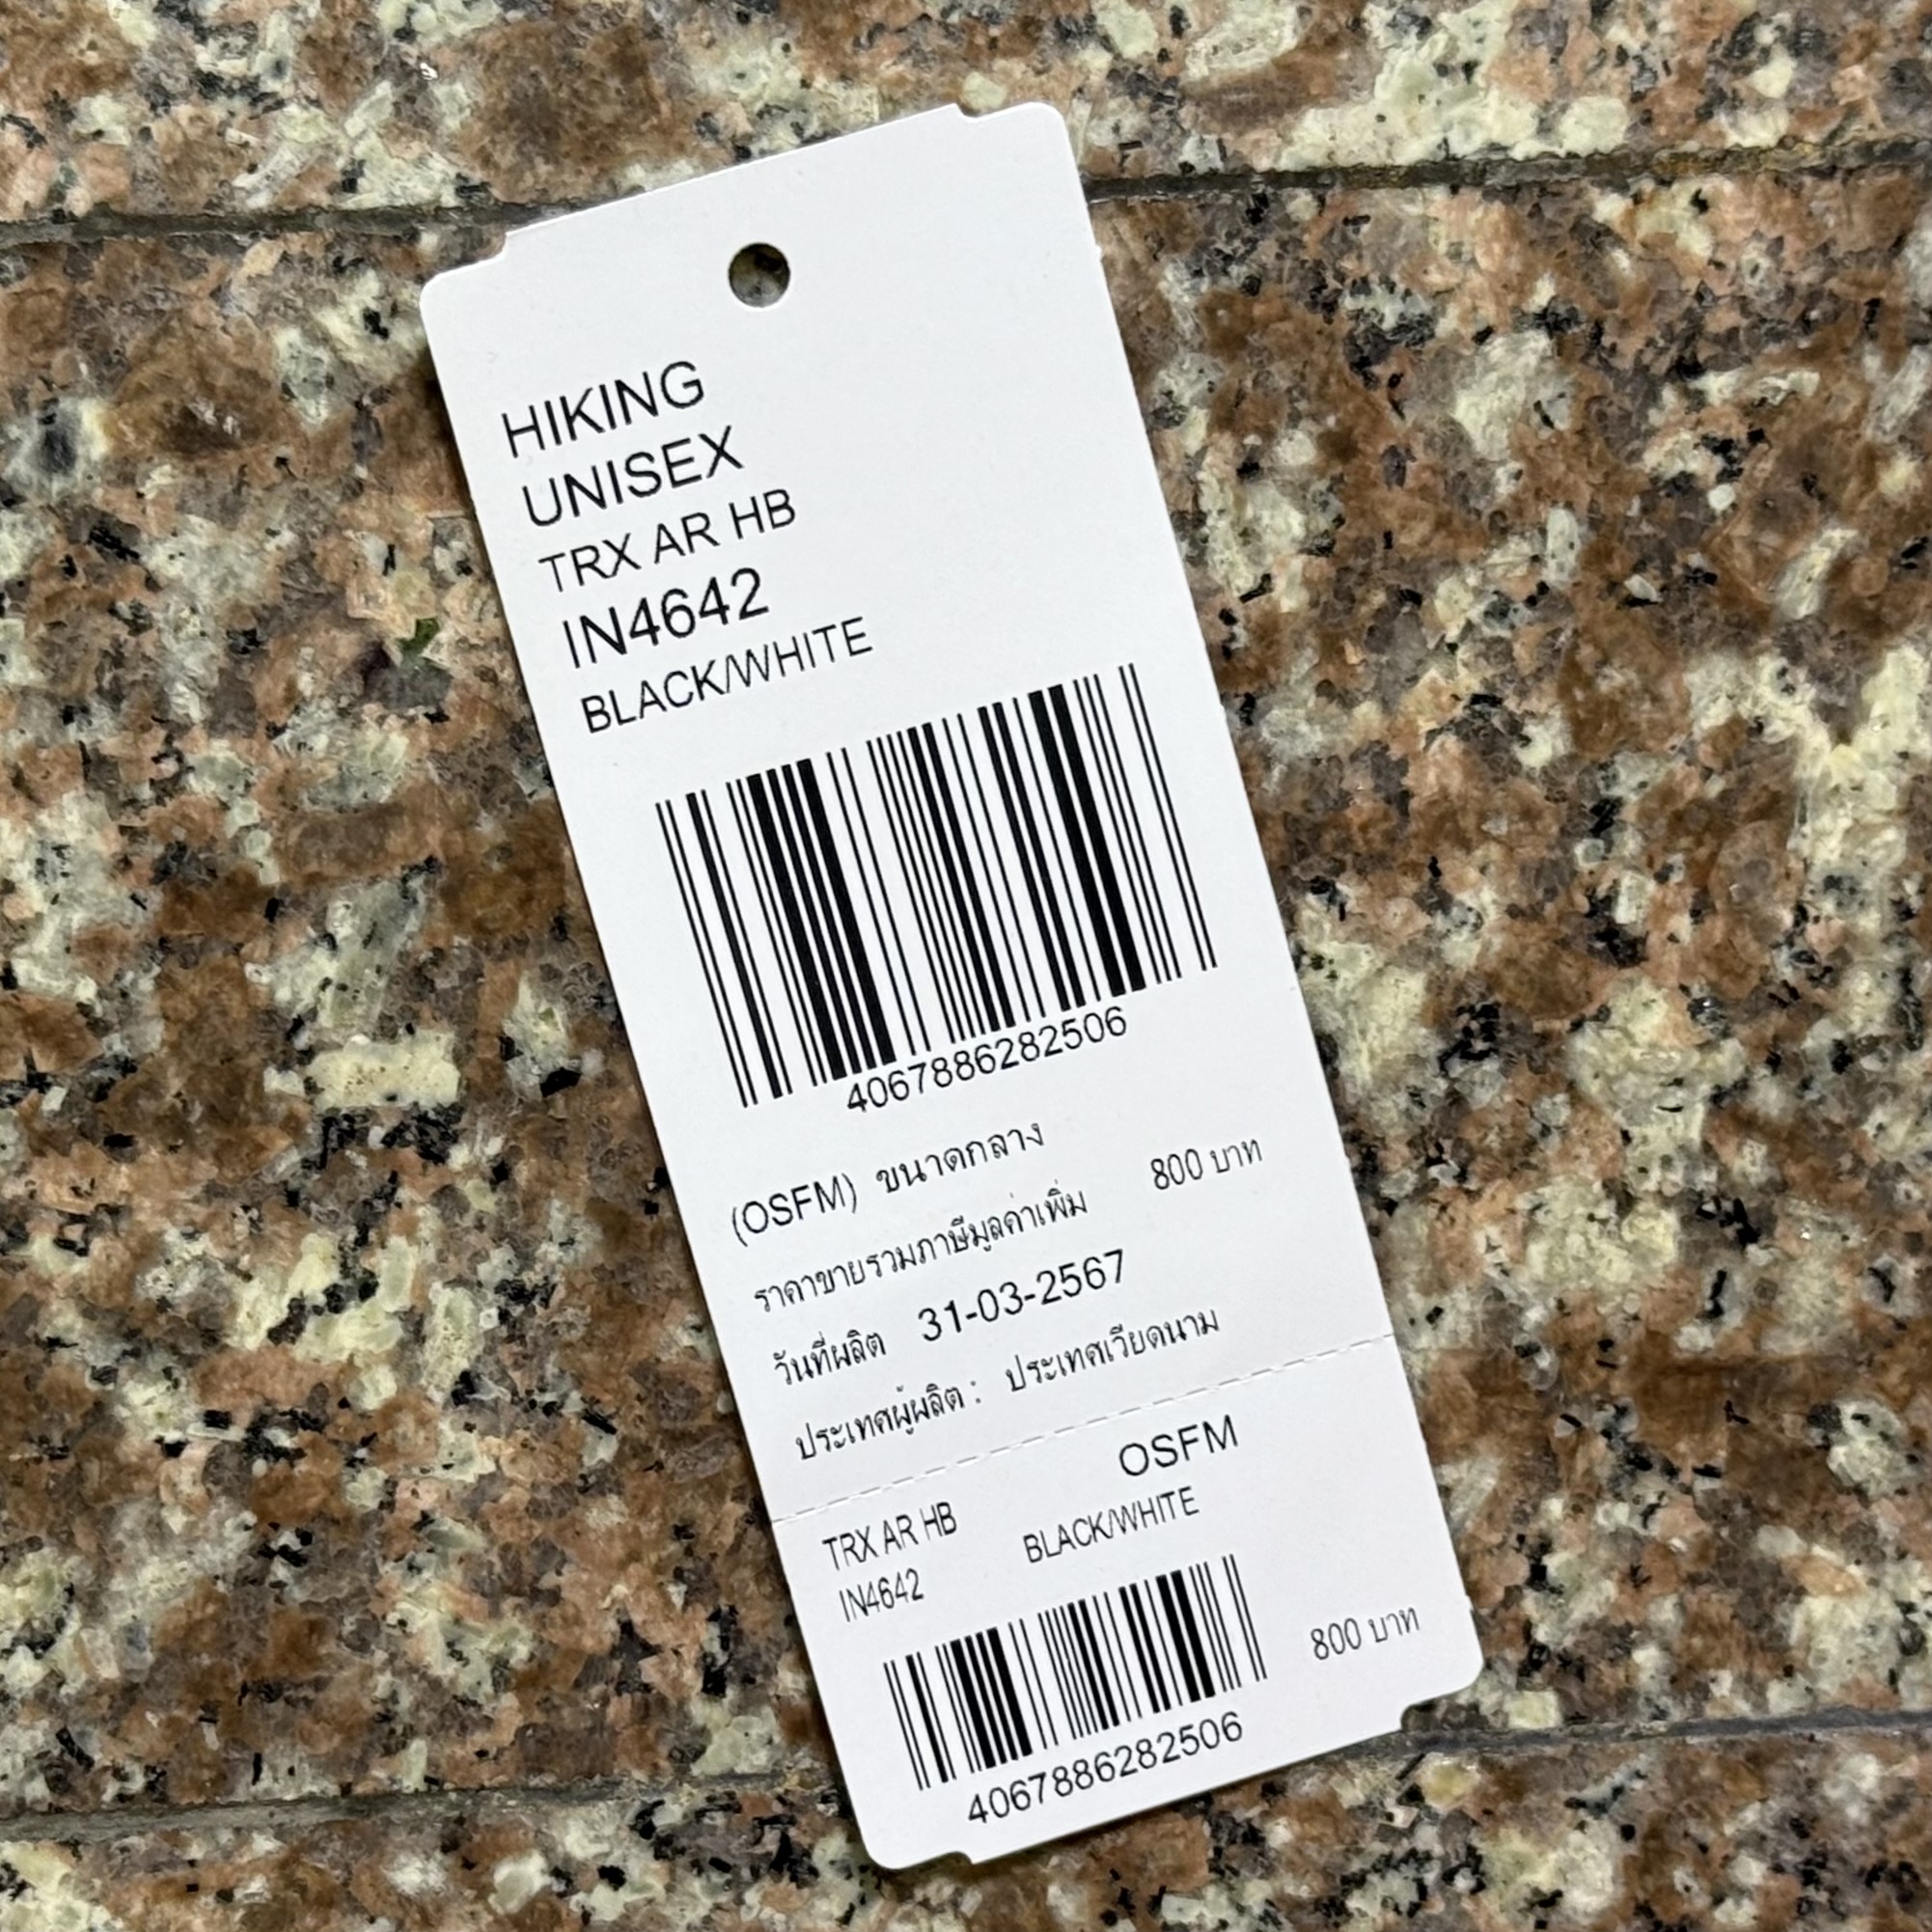 HIKING
UNISEX
TRX AR HB
IN4642
BLACK/WHITE
4067886282506
(OSFM) ขนาดกลาง
ราคาขายรวมภาษีมูลค่าเพิ่ม 800 บาท
วันที่ผลิต 31-03-2567
ประเทศผู้ผลิต : ประเทศเวียดนาม
OSFM
TRX AR HB BLACK/WHITE
IN4642
800 บาท
4067886282506